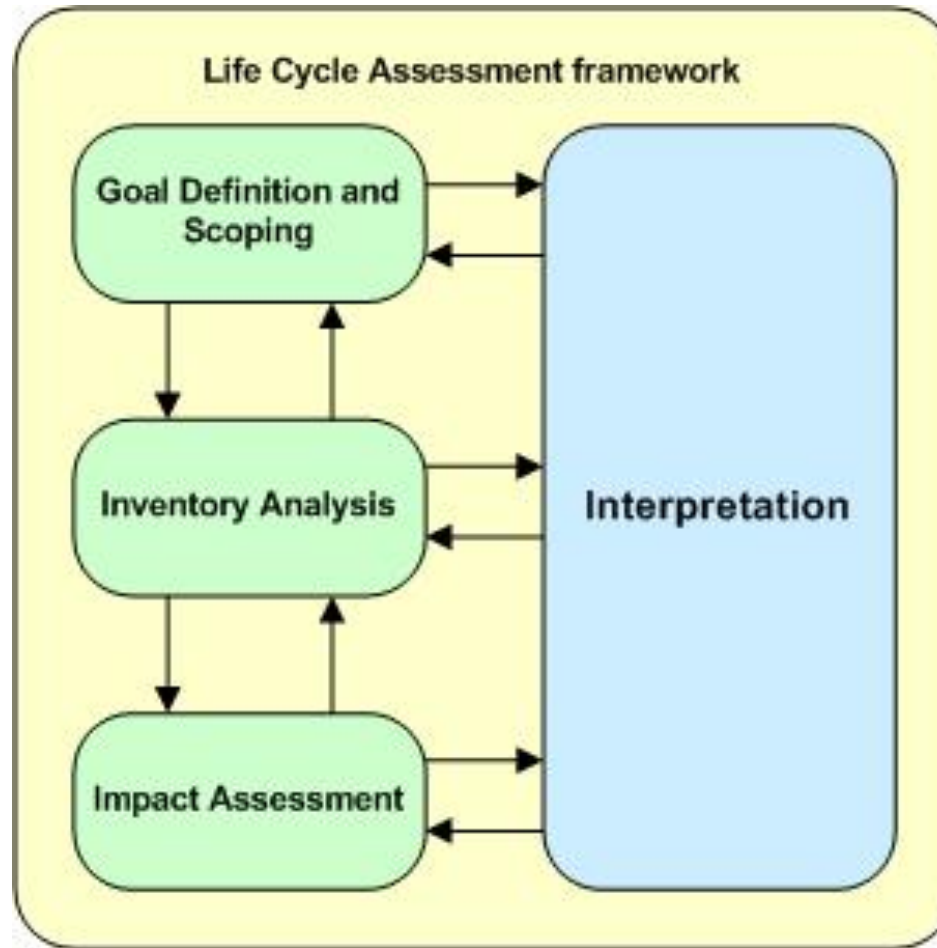 Life Cycle Assessment framework
Goal Definition and
Scoping
Inventory Analysis
Interpretation
Impact Assessment